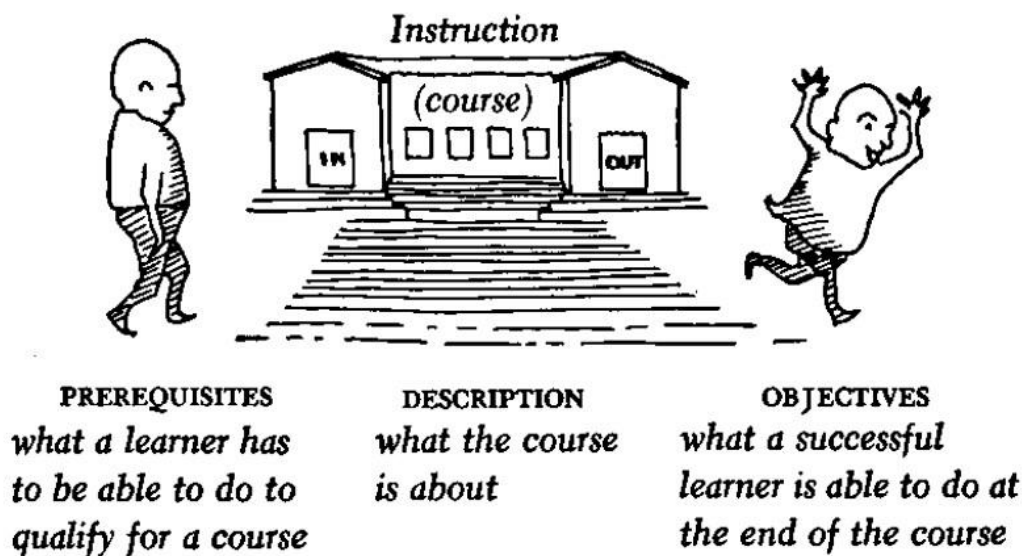 Instruction
(course)
IN
OUT
PREREQUISITES
what a learner has
to be able to do to
qualify for a course
DESCRIPTION
what the course
is about
OBJECTIVES
what a successful
learner is able to do at
the end of the course